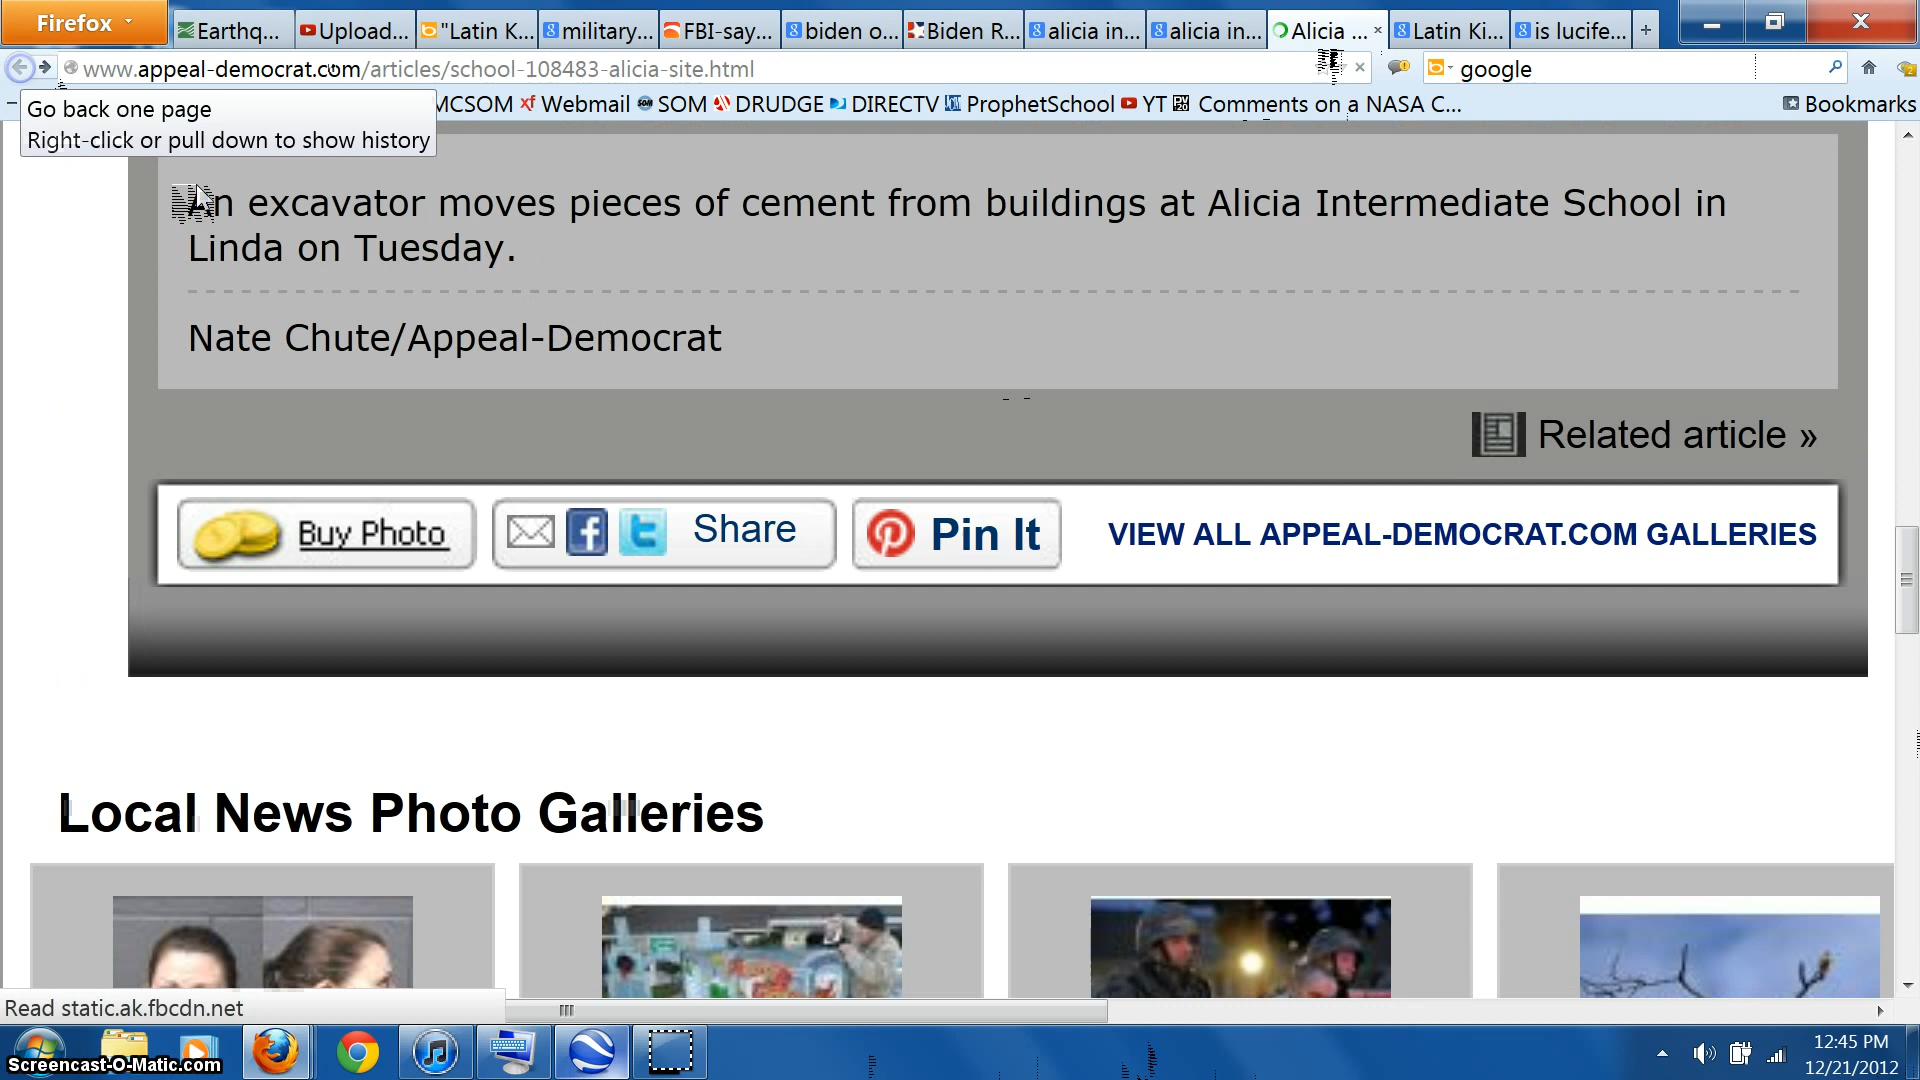 Firefox
Earthq...
Upload...
"Latin K...
military...
FBI-say...
biden o...
Biden R...
alicia in...
alicia in...
Alicia ...
Latin Ki...
is lucife...
www.appeal-democrat.com/articles/school-108483-alicia-site.html
google
Go back one page
Right-click or pull down to show history
MCSOM
Webmail
SOM
DRUDGE
DIRECTV
ProphetSchool
YT
Comments on a NASA C...
Bookmarks
An excavator moves pieces of cement from buildings at Alicia Intermediate School in
Linda on Tuesday.
Nate Chute/Appeal-Democrat
Related article »
Buy Photo
Share
Pin It
VIEW ALL APPEAL-DEMOCRAT.COM GALLERIES
Local News Photo Galleries
Read static.ak.fbcdn.net
Screencast-O-Matic.com
12:45 PM
12/21/2012